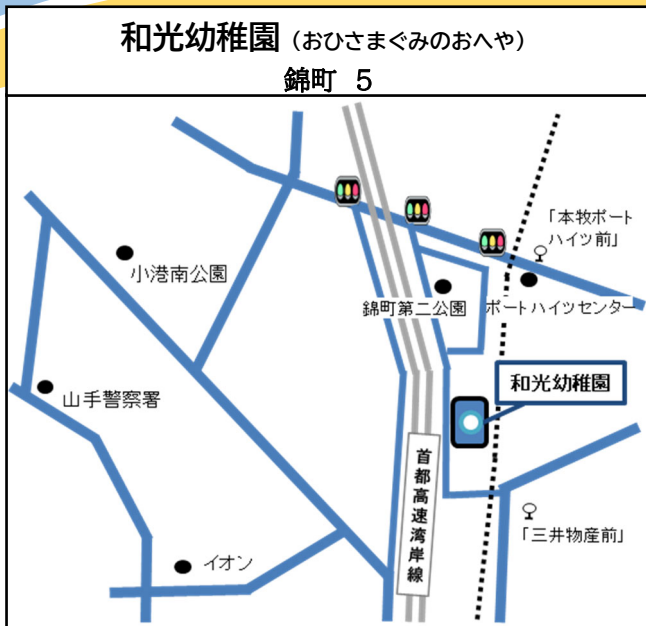 和光幼稚園（おひさまぐみのおへや）
錦町 5
「本牧ポート
ハイツ前」
小港南公園
錦町第二公園
ポートハイツセンター
和光幼稚園
山手警察署
首都高速湾岸線
「三井物産前」
イオン